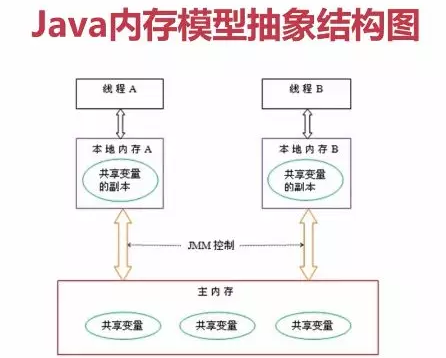 Java内存模型抽象结构图
线程 A
线程 B
本地内存 A
本地内存 B
共享变量
的副本
共享变量
的副本
JMM 控制
主内存
共享变量
共享变量
共享变量